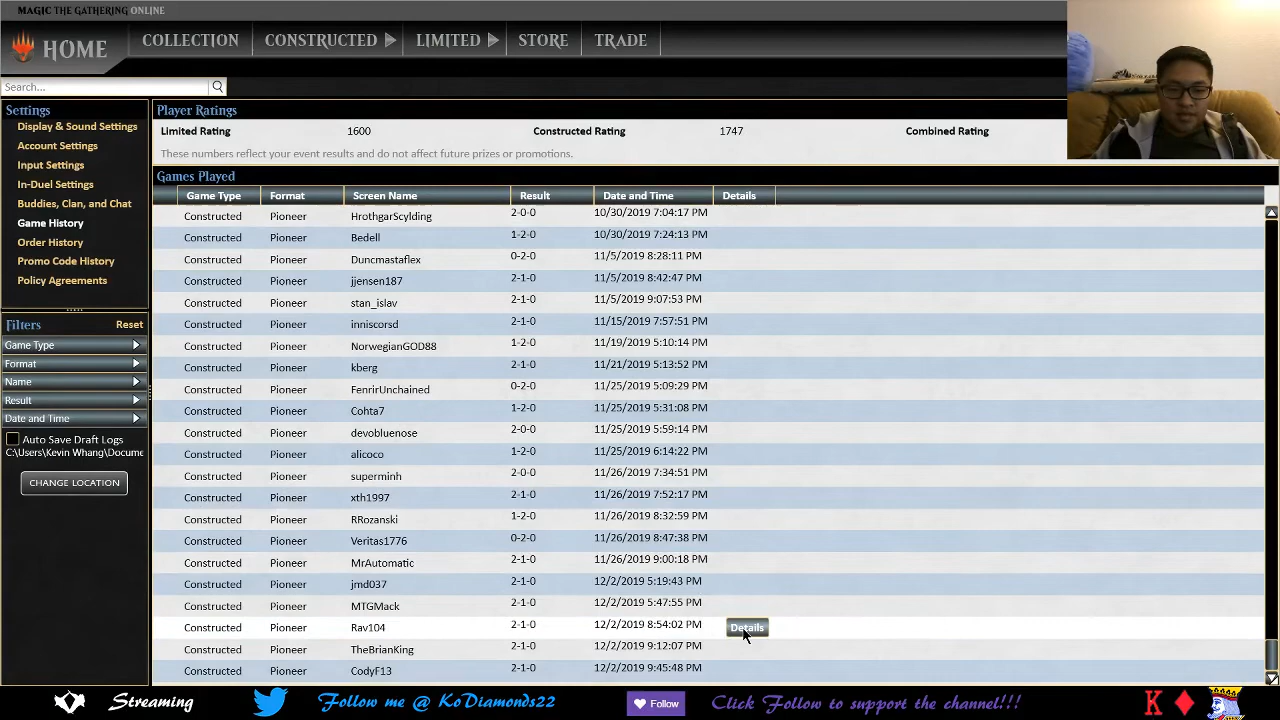 MAGIC THE GATHERING ONLINE
HOME COLLECTION CONSTRUCTED LIMITED STORE TRADE
Search...
Settings
Display & Sound Settings
Account Settings
Input Settings
In-Duel Settings
Buddies, Clan, and Chat
Game History
Order History
Promo Code History
Policy Agreements
Filters Reset
Game Type
Format
Name
Result
Date and Time
Auto Save Draft Logs
C:\Users\Kevin Whang\Docume
CHANGE LOCATION
Player Ratings
Limited Rating 1600 Constructed Rating 1747 Combined Rating
These numbers reflect your event results and do not affect future prizes or promotions.
Games Played
Game Type Format Screen Name Result Date and Time Details
Constructed Pioneer HrothgarScylding 2-0-0 10/30/2019 7:04:17 PM
Constructed Pioneer Bedell 1-2-0 10/30/2019 7:24:13 PM
Constructed Pioneer Duncmastaflex 0-2-0 11/5/2019 8:28:11 PM
Constructed Pioneer jjensen187 2-1-0 11/5/2019 8:42:47 PM
Constructed Pioneer stan_islav 2-1-0 11/5/2019 9:07:53 PM
Constructed Pioneer inniscorsd 2-1-0 11/15/2019 7:57:51 PM
Constructed Pioneer NorwegianGOD88 1-2-0 11/19/2019 5:10:14 PM
Constructed Pioneer kberg 2-1-0 11/21/2019 5:13:52 PM
Constructed Pioneer FenrirUnchained 0-2-0 11/25/2019 5:09:29 PM
Constructed Pioneer Cohta7 1-2-0 11/25/2019 5:31:08 PM
Constructed Pioneer devobluenose 2-0-0 11/25/2019 5:59:14 PM
Constructed Pioneer alicoco 1-2-0 11/25/2019 6:14:22 PM
Constructed Pioneer superminh 2-0-0 11/26/2019 7:34:51 PM
Constructed Pioneer xth1997 2-1-0 11/26/2019 7:52:17 PM
Constructed Pioneer RRozanski 1-2-0 11/26/2019 8:32:59 PM
Constructed Pioneer Veritas1776 0-2-0 11/26/2019 8:47:38 PM
Constructed Pioneer MrAutomatic 2-1-0 11/26/2019 9:00:18 PM
Constructed Pioneer jmd037 2-1-0 12/2/2019 5:19:43 PM
Constructed Pioneer MTGMack 2-1-0 12/2/2019 5:47:55 PM
Constructed Pioneer Rav104 2-1-0 12/2/2019 8:54:02 PM Details
Constructed Pioneer TheBrianKing 2-1-0 12/2/2019 9:12:07 PM
Constructed Pioneer CodyF13 2-1-0 12/2/2019 9:45:48 PM
Streaming Follow me @ KoDiamonds22 Follow Click Follow to support the channel!!! K